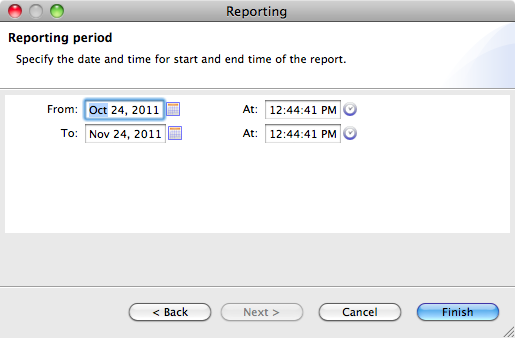 Reporting
Reporting period
Specify the date and time for start and end time of the report.
From: Oct 24, 2011 At: 12:44:41 PM
To: Nov 24, 2011 At: 12:44:41 PM
< Back Next > Cancel Finish